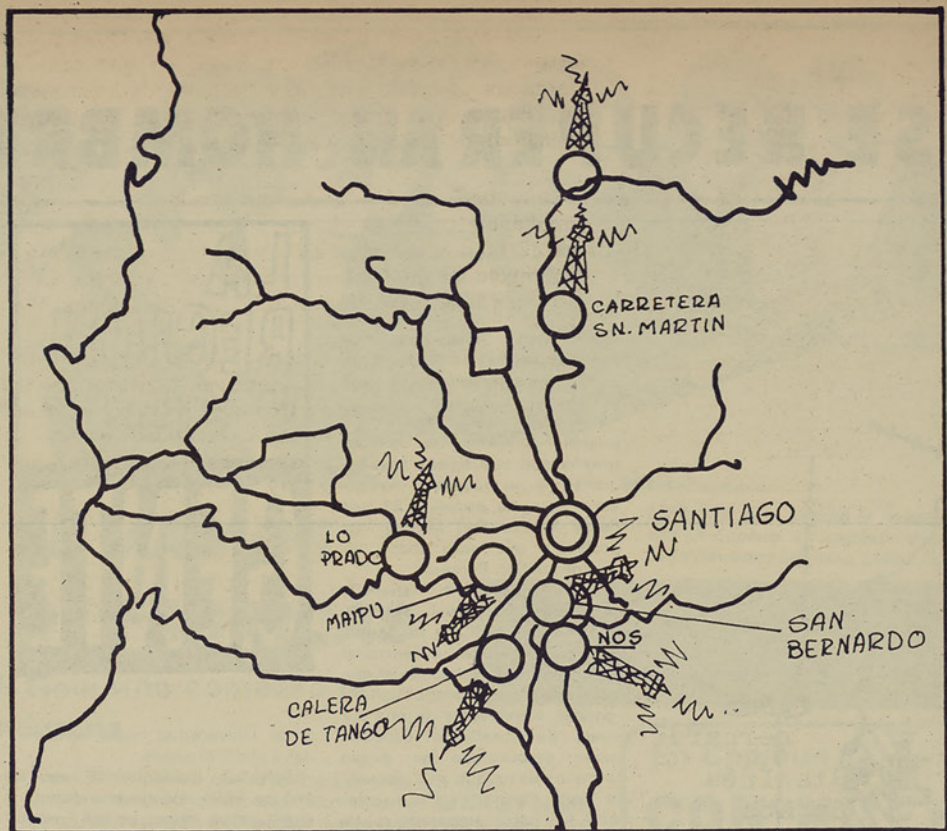 CARRETERA
SN. MARTIN
SANTIAGO
LO
PRADO
MAIPU
NOS
SAN
BERNARDO
CALERA
DE TANGO